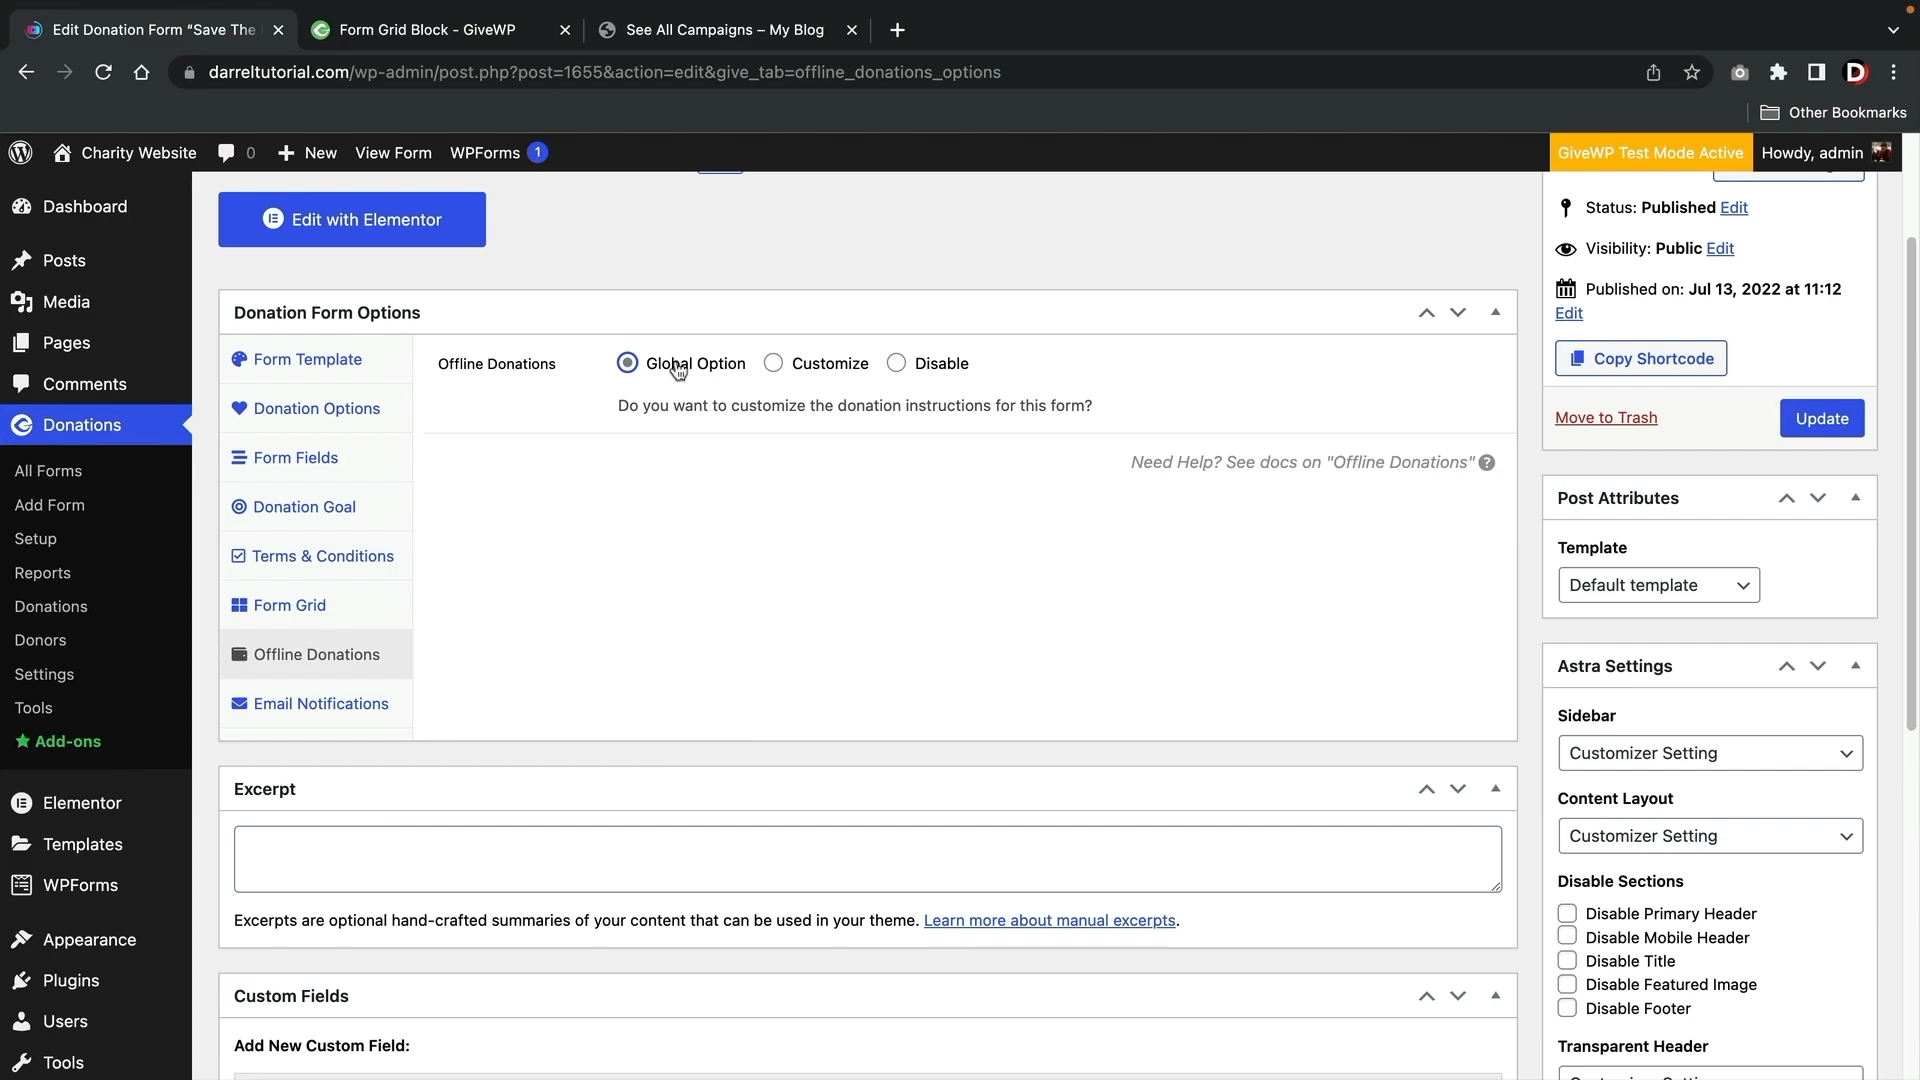 Edit Donation Form “Save The
Form Grid Block - GiveWP
See All Campaigns – My Blog
darreltutorial.com/wp-admin/post.php?post=1655&action=edit&give_tab=offline_donations_options
Other Bookmarks
Charity Website
0
New
View Form
WPForms 1
GiveWP Test Mode Active
Howdy, admin
Dashboard
Posts
Media
Pages
Comments
Donations
All Forms
Add Form
Setup
Reports
Donations
Donors
Settings
Tools
Add-ons
Elementor
Templates
WPForms
Appearance
Plugins
Users
Tools
Edit with Elementor
Donation Form Options
Form Template
Donation Options
Form Fields
Donation Goal
Terms & Conditions
Form Grid
Offline Donations
Email Notifications
Offline Donations
Global Option
Customize
Disable
Do you want to customize the donation instructions for this form?
Need Help? See docs on "Offline Donations" ?
Excerpt
Excerpts are optional hand-crafted summaries of your content that can be used in your theme. Learn more about manual excerpts.
Custom Fields
Add New Custom Field:
Status: Published Edit
Visibility: Public Edit
Published on: Jul 13, 2022 at 11:12
Edit
Copy Shortcode
Move to Trash
Update
Post Attributes
Template
Default template
Astra Settings
Sidebar
Customizer Setting
Content Layout
Customizer Setting
Disable Sections
Disable Primary Header
Disable Mobile Header
Disable Title
Disable Featured Image
Disable Footer
Transparent Header